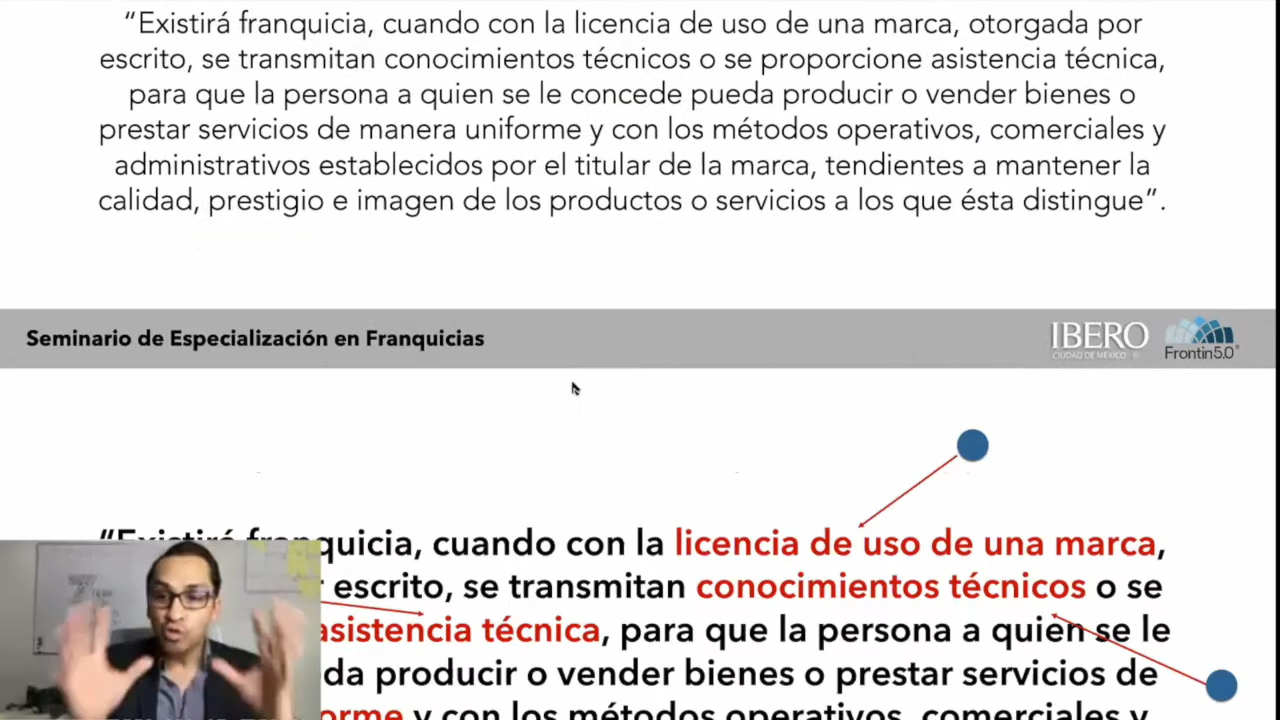 “Existirá franquicia, cuando con la licencia de uso de una marca, otorgada por
escrito, se transmitan conocimientos técnicos o se proporcione asistencia técnica,
para que la persona a quien se le concede pueda producir o vender bienes o
prestar servicios de manera uniforme y con los métodos operativos, comerciales y
administrativos establecidos por el titular de la marca, tendientes a mantener la
calidad, prestigio e imagen de los productos o servicios a los que ésta distingue”.
Seminario de Especialización en Franquicias
IBERO
CIUDAD DE MÉXICO
Frontin5.0®
“Existirá franquicia, cuando con la licencia de uso de una marca,
escrito, se transmitan conocimientos técnicos o se
asistencia técnica, para que la persona a quien se le
da producir o vender bienes o prestar servicios de
orme y con los métodos operativos, comerciales y